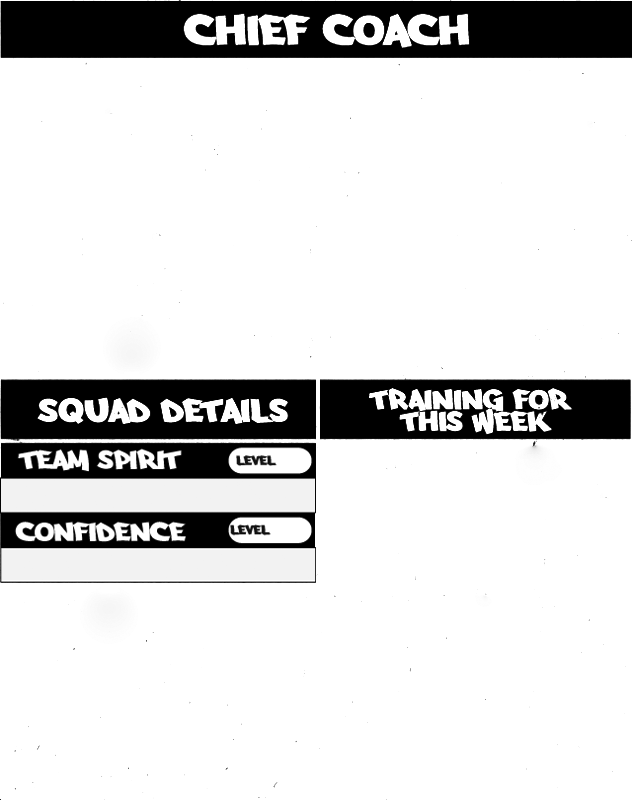 CHIEF COACH
SQUAD DETAILS
TRAINING FOR
THIS WEEK
TEAM SPIRIT LEVEL
CONFIDENCE LEVEL